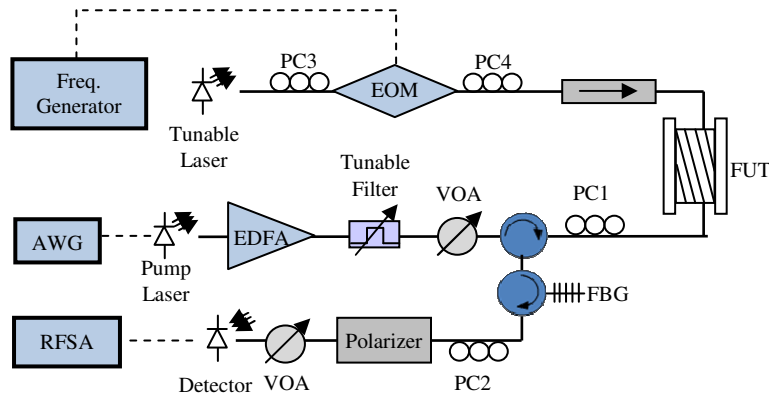 PC3
PC4
Freq.
Generator
EOM
Tunable
Laser
FUT
Tunable
Filter
VOA
PC1
AWG
EDFA
Pump
Laser
FBG
RFSA
Polarizer
Detector
VOA
PC2